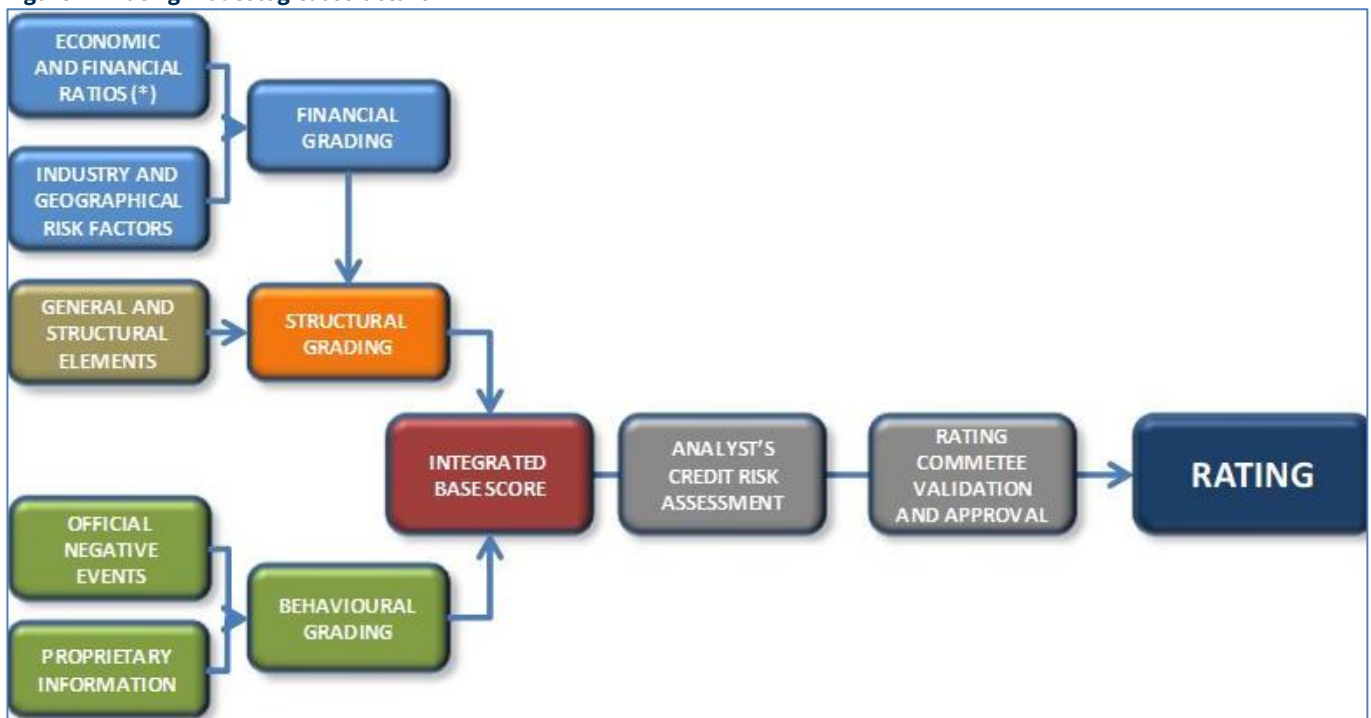 ECONOMIC
AND FINANCIAL
RATIOS (*)
FINANCIAL
GRADING
INDUSTRY AND
GEOGRAPHICAL
RISK FACTORS
GENERAL AND
STRUCTURAL
ELEMENTS
STRUCTURAL
GRADING
INTEGRATED
BASE SCORE
ANALYST'S
CREDIT RISK
ASSESSMENT
RATING
COMMETEE
VALIDATION
AND APPROVAL
RATING
OFFICIAL
NEGATIVE
EVENTS
BEHAVIOURAL
GRADING
PROPRIETARY
INFORMATION